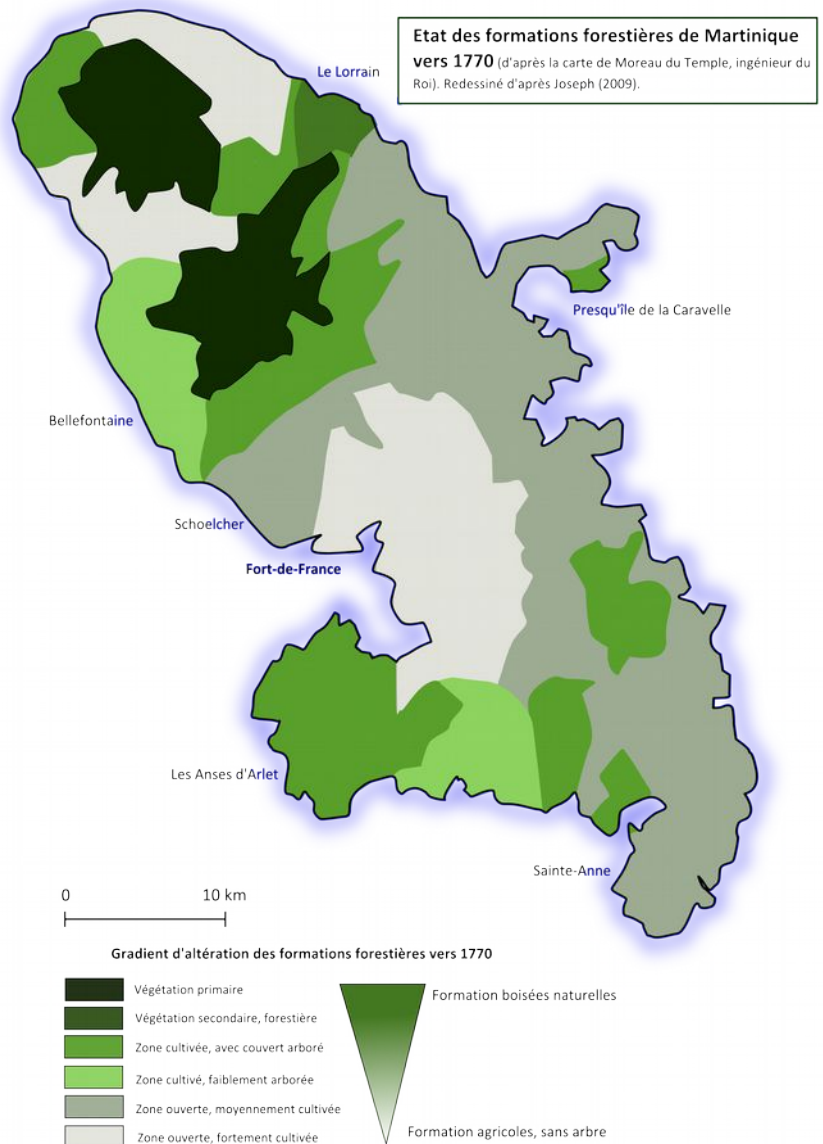 Etat des formations forestières de Martinique
vers 1770 (d'après la carte de Moreau du Temple, ingénieur du
Roi). Redessiné d'après Joseph (2009).
Le Lorrain
Presqu'île de la Caravelle
Bellefontaine
Schoelcher
Fort-de-France
Les Anses d'Arlet
Sainte-Anne
0 10 km
Gradient d'altération des formations forestières vers 1770
Végétation primaire
Végétation secondaire, forestière
Zone cultivée, avec couvert arboré
Zone cultivé, faiblement arborée
Zone ouverte, moyennement cultivée
Zone ouverte, fortement cultivée
Formation boisées naturelles
Formation agricoles, sans arbre